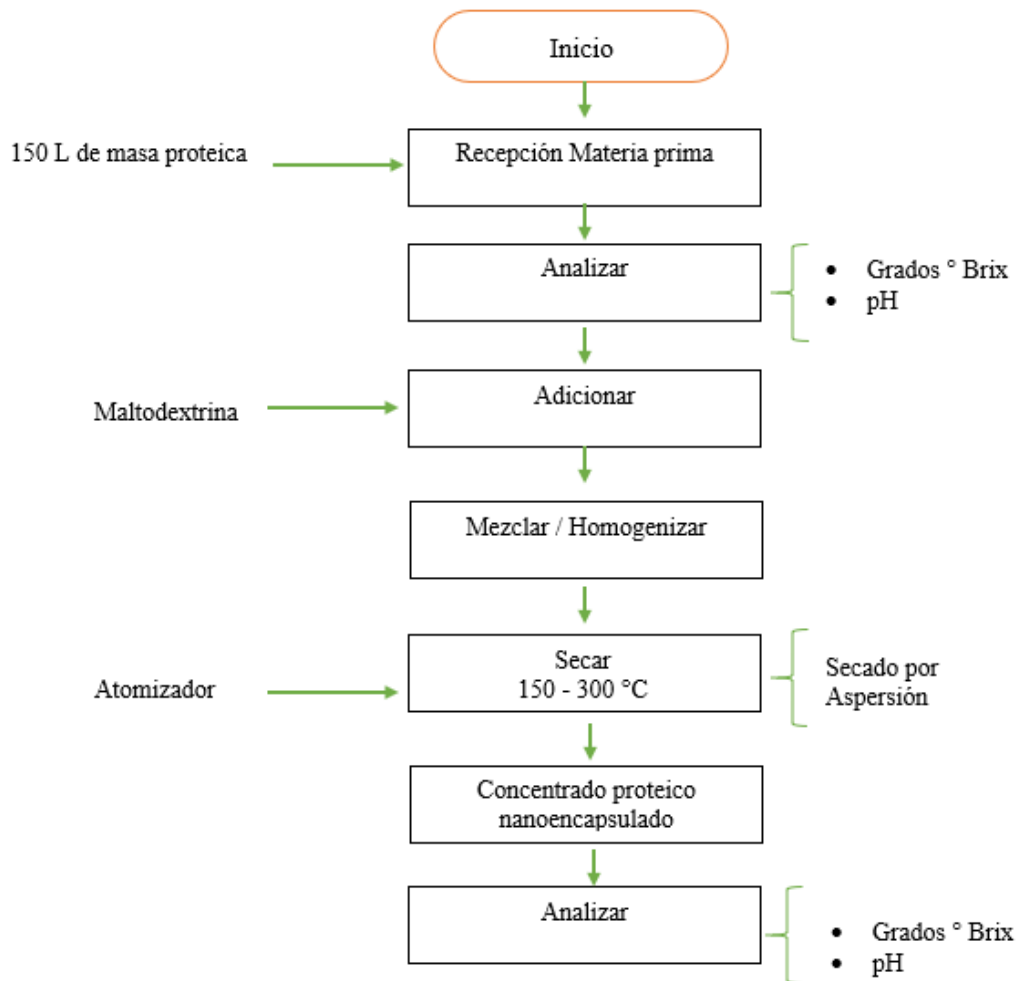 Inicio
150 L de masa proteica
Recepción Materia prima
Analizar
• Grados ° Brix
• pH
Maltodextrina
Adicionar
Mezclar / Homogenizar
Atomizador
Secar
150 - 300 °C
Secado por
Aspersión
Concentrado proteico
nanoencapsulado
Analizar
• Grados ° Brix
• pH